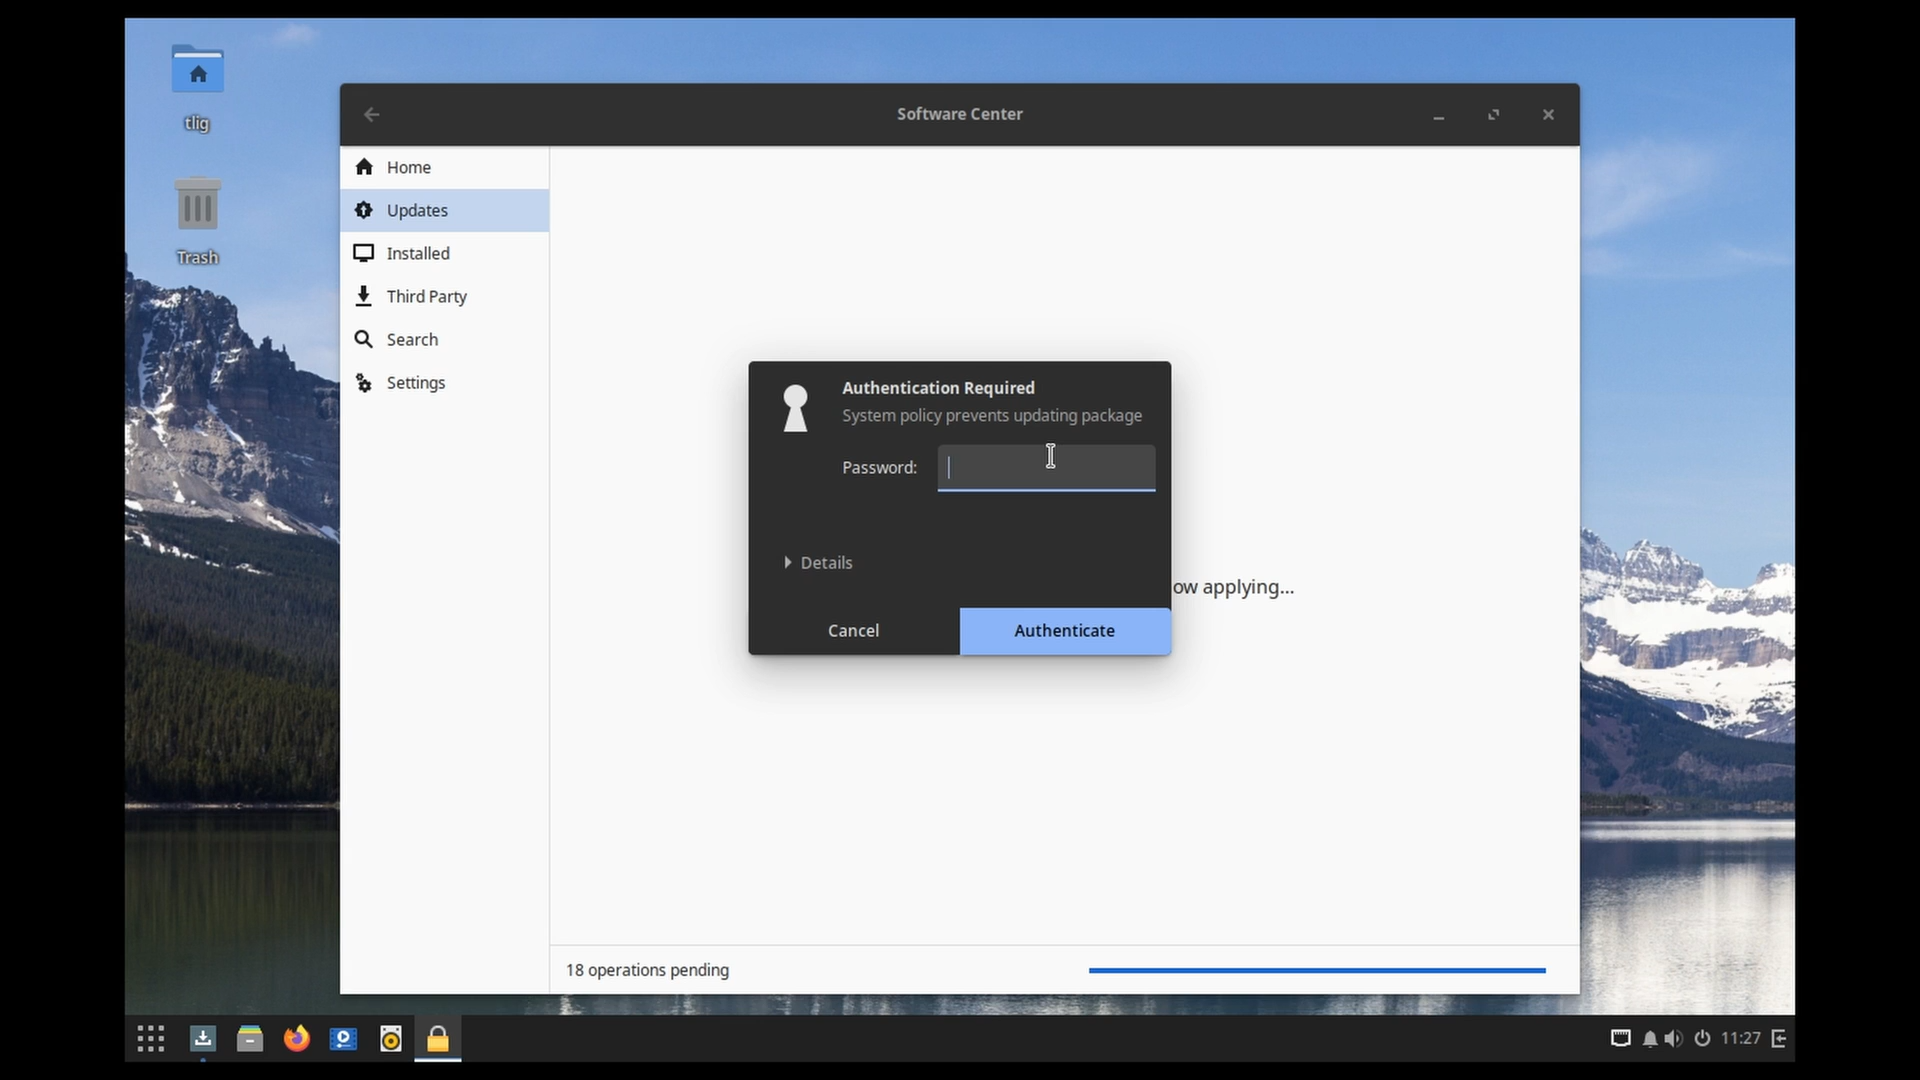 tlig
Trash
Software Center
Home
Updates
Installed
Third Party
Search
Settings
Authentication Required
System policy prevents updating package
Password:
Details
ow applying...
Cancel
Authenticate
18 operations pending
11:27